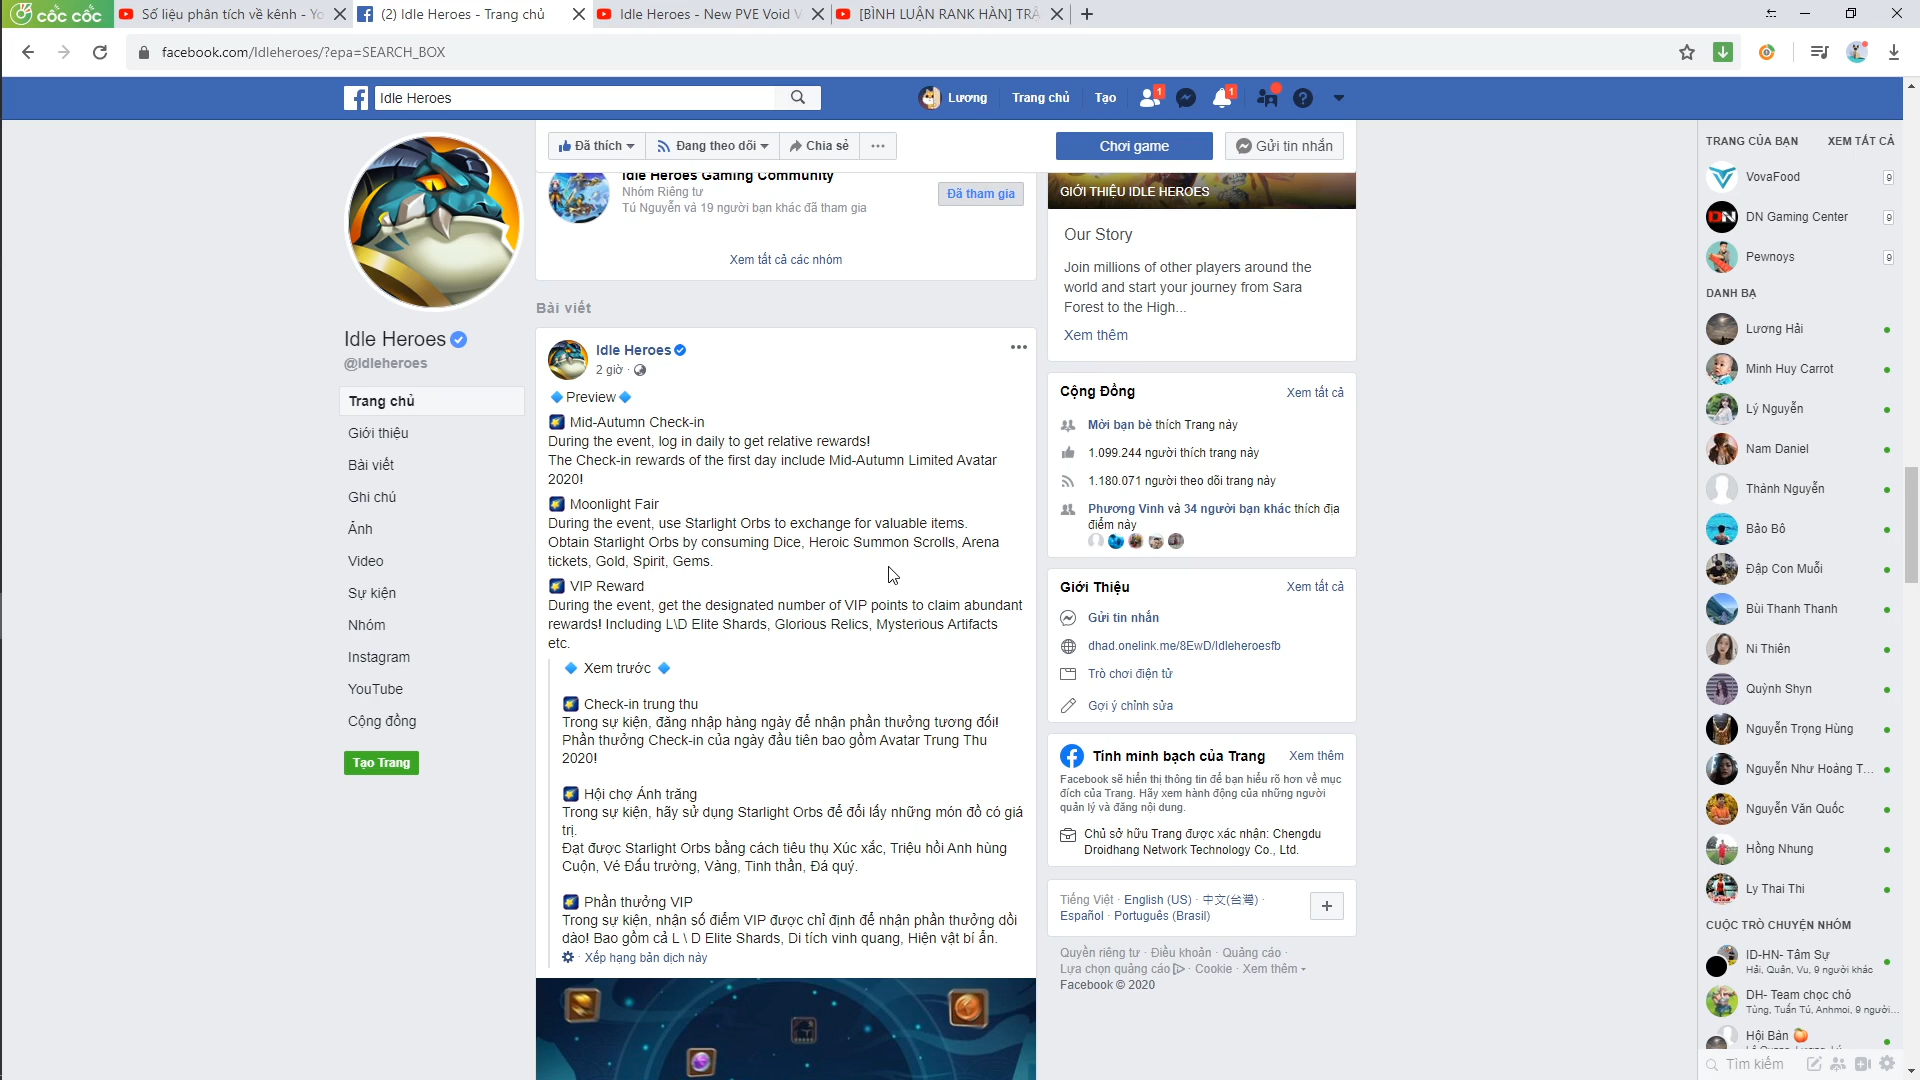 cốc cốc
Số liệu phân tích về kênh - Yo
(2) Idle Heroes - Trang chủ
Idle Heroes - New PVE Void V
[BÌNH LUẬN RANK HÀN] TRẬ
facebook.com/Idleheroes/?epa=SEARCH_BOX
Idle Heroes
Lương
Trang chủ
Tạo
1
1
Đã thích
Đang theo dõi
Chia sẻ
Chơi game
Gửi tin nhắn
Idle Heroes Gaming Community
Nhóm Riêng tư
Tú Nguyễn và 19 người bạn khác đã tham gia
Đã tham gia
Xem tất cả các nhóm
Idle Heroes
@Idleheroes
Trang chủ
Giới thiệu
Bài viết
Ghi chú
Ảnh
Video
Sự kiện
Nhóm
Instagram
YouTube
Cộng đồng
Tạo Trang
Bài viết
Idle Heroes
2 giờ ·
🔷Preview🔷
Mid-Autumn Check-in
During the event, log in daily to get relative rewards!
The Check-in rewards of the first day include Mid-Autumn Limited Avatar
2020!
Moonlight Fair
During the event, use Starlight Orbs to exchange for valuable items.
Obtain Starlight Orbs by consuming Dice, Heroic Summon Scrolls, Arena
tickets, Gold, Spirit, Gems.
VIP Reward
During the event, get the designated number of VIP points to claim abundant
rewards! Including L\D Elite Shards, Glorious Relics, Mysterious Artifacts
etc.
🔷 Xem trước 🔷
Check-in trung thu
Trong sự kiện, đăng nhập hàng ngày để nhận phần thưởng tương đối!
Phần thưởng Check-in của ngày đầu tiên bao gồm Avatar Trung Thu
2020!
Hội chợ Ánh trăng
Trong sự kiện, hãy sử dụng Starlight Orbs để đổi lấy những món đồ có giá
trị.
Đạt được Starlight Orbs bằng cách tiêu thụ Xúc xắc, Triệu hồi Anh hùng
Cuộn, Vé Đấu trường, Vàng, Tinh thần, Đá quý.
Phần thưởng VIP
Trong sự kiện, nhận số điểm VIP được chỉ định để nhận phần thưởng dồi
dào! Bao gồm cả L \ D Elite Shards, Di tích vinh quang, Hiện vật bí ẩn.
· Xếp hạng bản dịch này
GIỚI THIỆU IDLE HEROES
Our Story
Join millions of other players around the
world and start your journey from Sara
Forest to the High...
Xem thêm
Cộng Đồng
Xem tất cả
Mời bạn bè thích Trang này
1.099.244 người thích trang này
1.180.071 người theo dõi trang này
Phương Vinh và 34 người bạn khác thích địa
điểm này
Giới Thiệu
Xem tất cả
Gửi tin nhắn
dhad.onelink.me/8EwD/Idleheroesfb
Trò chơi điện tử
Gợi ý chỉnh sửa
Tính minh bạch của Trang
Xem thêm
Facebook sẽ hiển thị thông tin để bạn hiểu rõ hơn về mục
đích của Trang. Hãy xem hành động của những người
quản lý và đăng nội dung.
Chủ sở hữu Trang được xác nhận: Chengdu
Droidhang Network Technology Co., Ltd.
Tiếng Việt · English (US) · 中文(台灣) ·
Español · Português (Brasil)
Quyền riêng tư · Điều khoản · Quảng cáo ·
Lựa chọn quảng cáo · Cookie · Xem thêm
Facebook © 2020
TRANG CỦA BẠN
XEM TẤT CẢ
VovaFood
9
DN Gaming Center
9
Pewnoys
9
DANH BẠ
Lương Hải
Minh Huy Carrot
Lý Nguyễn
Nam Daniel
Thành Nguyễn
Bảo Bô
Đập Con Muỗi
Bùi Thanh Thanh
Ni Thiên
Quỳnh Shyn
Nguyễn Trọng Hùng
Nguyễn Như Hoàng T...
Nguyễn Văn Quốc
Hồng Nhung
Ly Thai Thi
CUỘC TRÒ CHUYỆN NHÓM
ID-HN- Tâm Sự
Hải, Quân, Vu, 9 người khác
DH- Team chọc chó
Tùng, Tuấn Tú, Anhmoi, 9 người...
Hội Bàn 🍑
Tìm kiếm